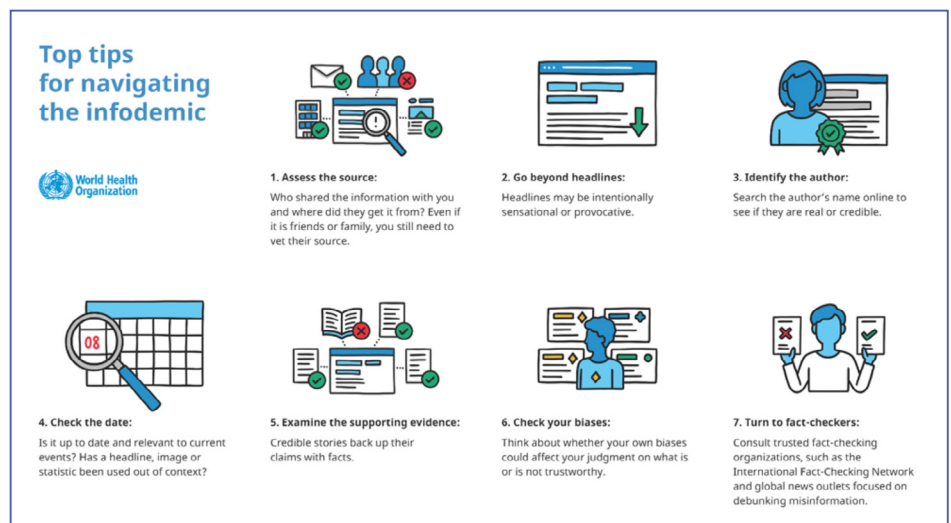 Top tips
for navigating
the infodemic
World Health
Organization
1. Assess the source:
Who shared the information with you
and where did they get it from? Even if
it is friends or family, you still need to
vet their source.
2. Go beyond headlines:
Headlines may be intentionally
sensational or provocative.
3. Identify the author:
Search the author's name online to
see if they are real or credible.
08
4. Check the date:
Is it up to date and relevant to current
events? Has a headline, image or
statistic been used out of context?
5. Examine the supporting evidence:
Credible stories back up their
claims with facts.
6. Check your biases:
Think about whether your own biases
could affect your judgment on what is
or is not trustworthy.
7. Turn to fact-checkers:
Consult trusted fact-checking
organizations, such as the
International Fact-Checking Network
and global news outlets focused on
debunking misinformation.